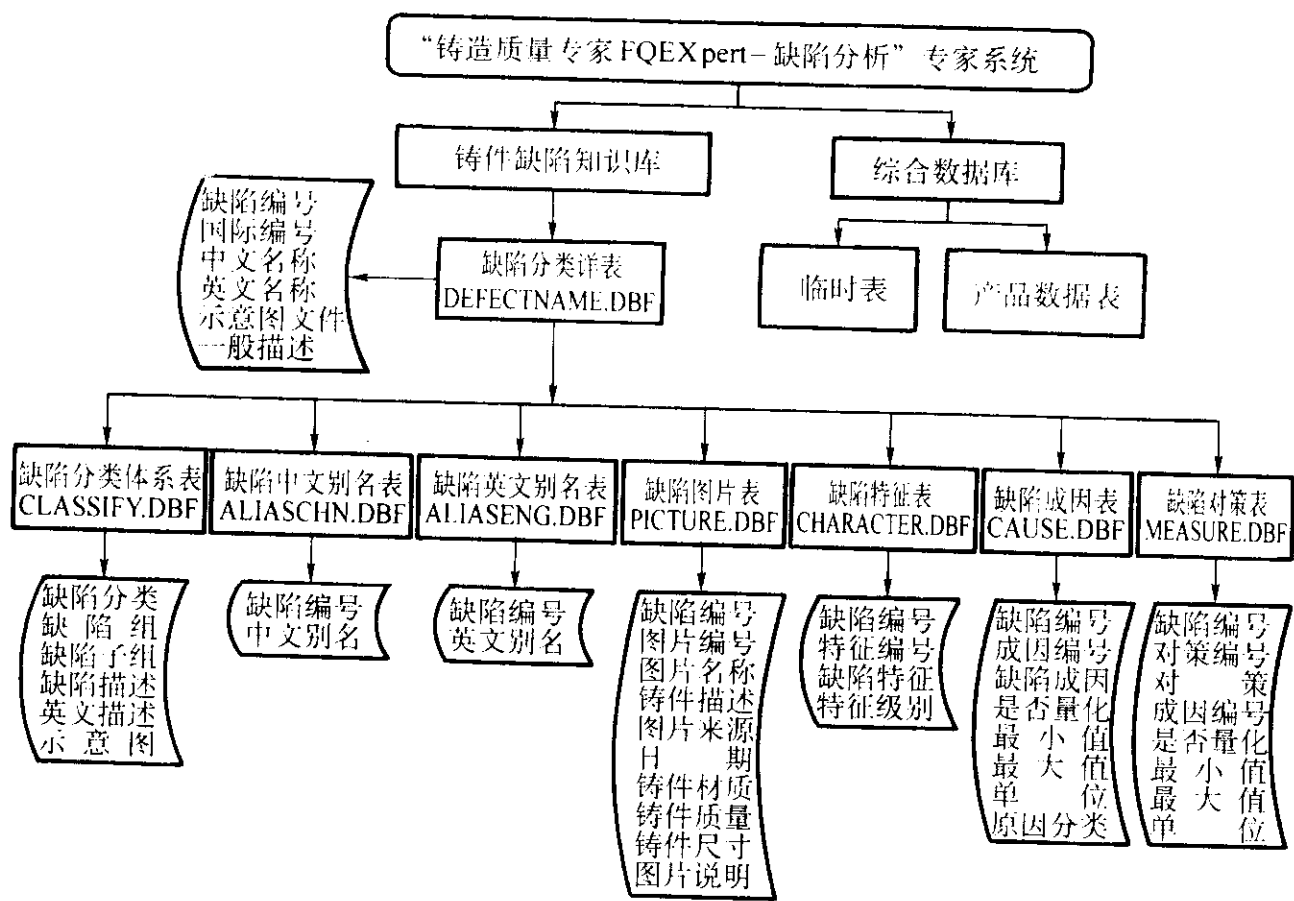 “铸造质量专家FQEXpert-缺陷分析”专家系统
铸件缺陷知识库
综合数据库
缺陷编号
国际编号
中文名称
英文名称
示意图文件
一般描述
缺陷分类详表
DEFECTNAME.DBF
临时表
产品数据表
缺陷分类体系表
CLASSIFY.DBF
缺陷中文别名表
ALIASCHN.DBF
缺陷英文别名表
ALIASENG.DBF
缺陷图片表
PICTURE.DBF
缺陷特征表
CHARACTER.DBF
缺陷成因表
CAUSE.DBF
缺陷对策表
MEASURE.DBF
缺陷分类
缺陷组
缺陷子组
缺陷描述
英文描述
示意图
缺陷编号
中文别名
缺陷编号
英文别名
缺陷编号
图片编号
图片名称
铸件描述
图片来源
日期
铸件材质
铸件质量
铸件尺寸
图片说明
缺陷编号
特征编号
缺陷特征
特征级别
缺陷编号
成因编号
缺陷成因
是否量化
最小值
最大值
单位
原因分类
缺陷编号
对策编号
对策
成因编号
是否量化
最小值
最大值
单位